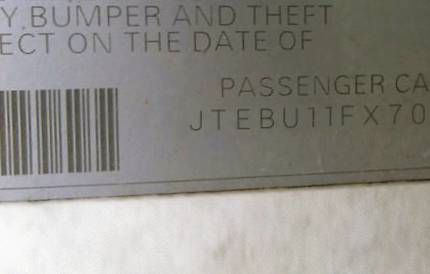 Y, BUMPER AND THEFT
ECT ON THE DATE OF
PASSENGER CA
JTEBU11FX70